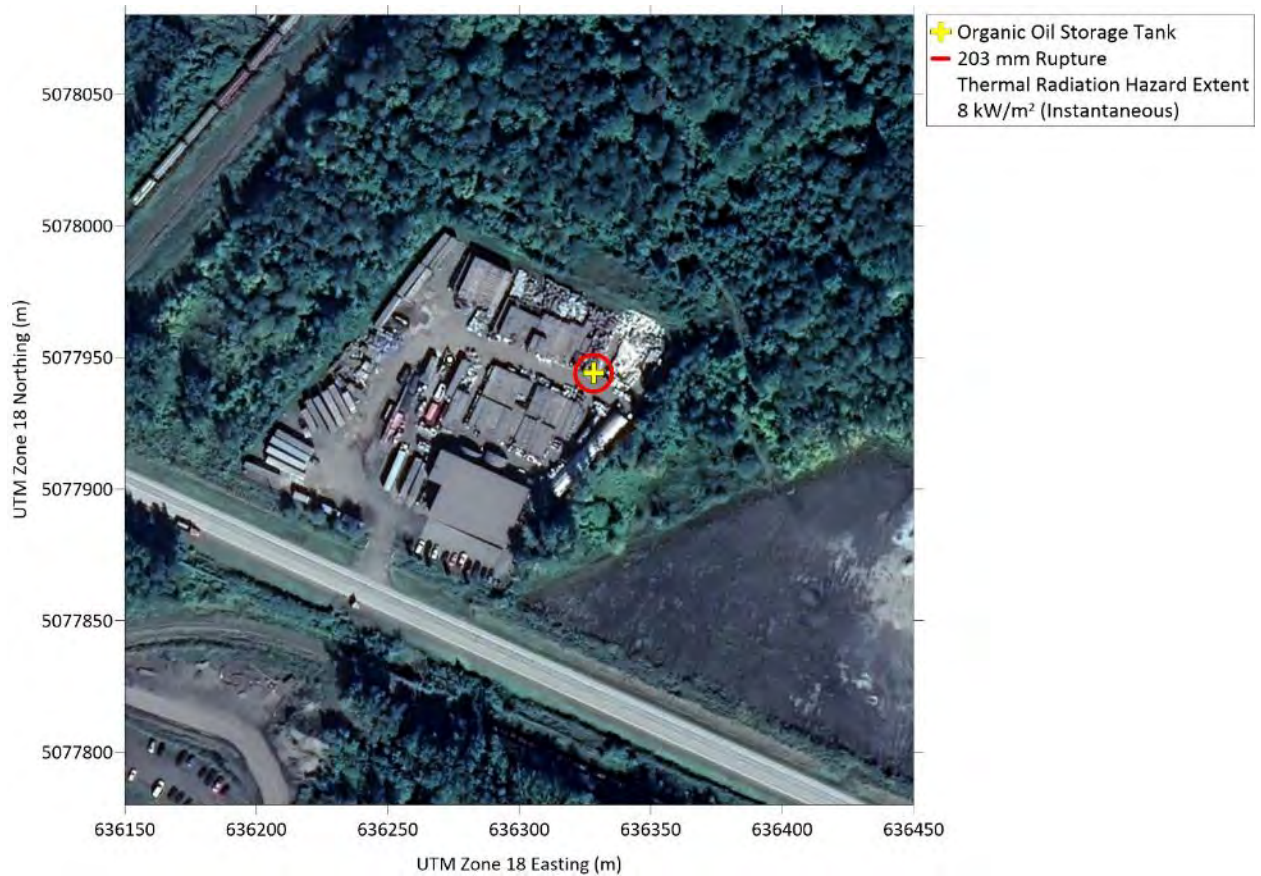 Organic Oil Storage Tank
203 mm Rupture
Thermal Radiation Hazard Extent
8 kW/m² (Instantaneous)
5078050
5078000
5077950
5077900
5077850
5077800
UTM Zone 18 Northing (m)
636150
636200
636250
636300
636350
636400
636450
UTM Zone 18 Easting (m)